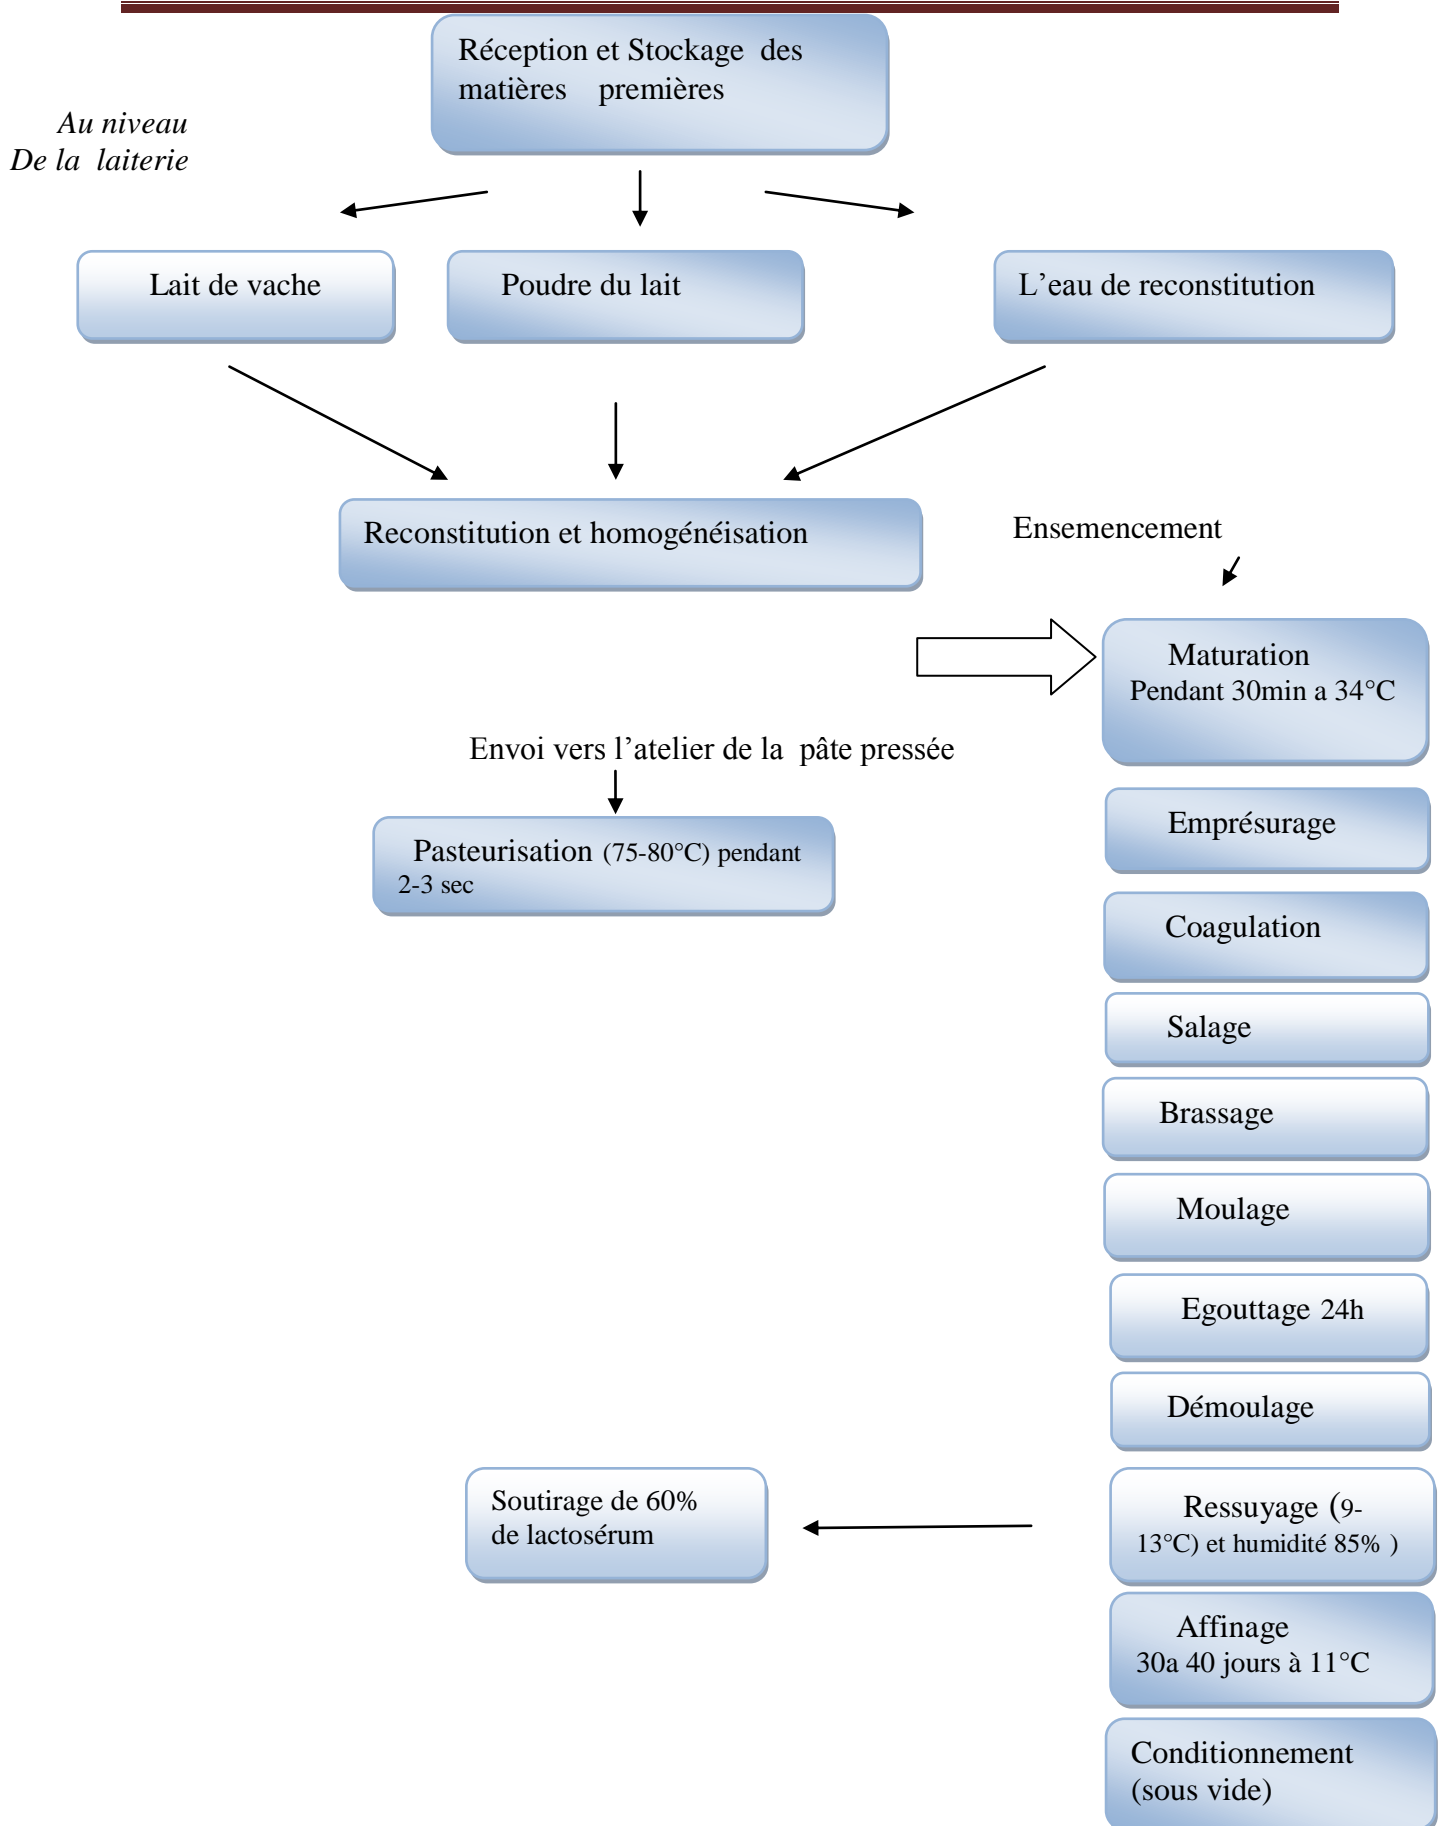 Réception et Stockage des
matières premières
Au niveau
De la laiterie
Lait de vache
Poudre du lait
L’eau de reconstitution
Reconstitution et homogénéisation
Ensemencement
Maturation
Pendant 30min a 34°C
Envoi vers l’atelier de la pâte pressée
Pasteurisation (75-80°C) pendant
2-3 sec
Emprésurage
Coagulation
Salage
Brassage
Moulage
Egouttage 24h
Démoulage
Soutirage de 60%
de lactosérum
Ressuyage (9-
13°C) et humidité 85% )
Affinage
30a 40 jours à 11°C
Conditionnement
(sous vide)